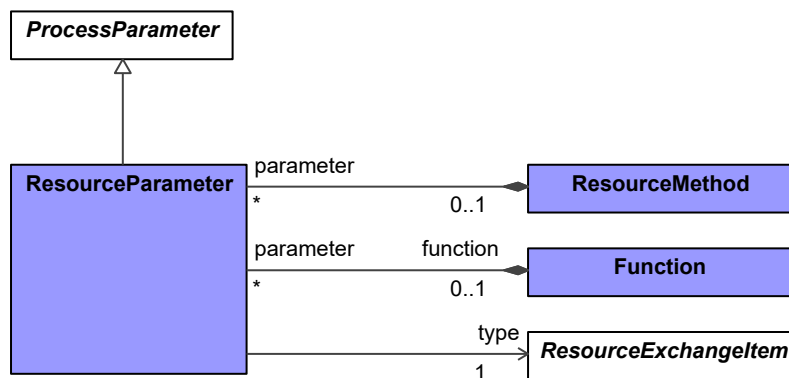 ProcessParameter
ResourceParameter
parameter
* 0..1
ResourceMethod
parameter function
* 0..1
Function
type
1
ResourceExchangeItem